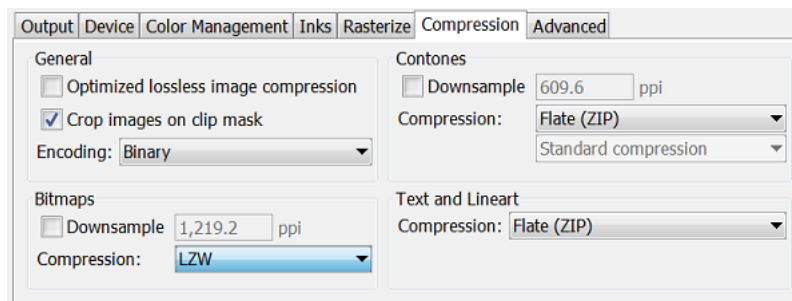 Output Device Color Management Inks Rasterize Compression Advanced
General
Optimized lossless image compression
Crop images on clip mask
Encoding: Binary
Contones
Downsample 609.6 ppi
Compression: Flate (ZIP)
Standard compression
Bitmaps
Downsample 1,219.2 ppi
Compression: LZW
Text and Lineart
Compression: Flate (ZIP)